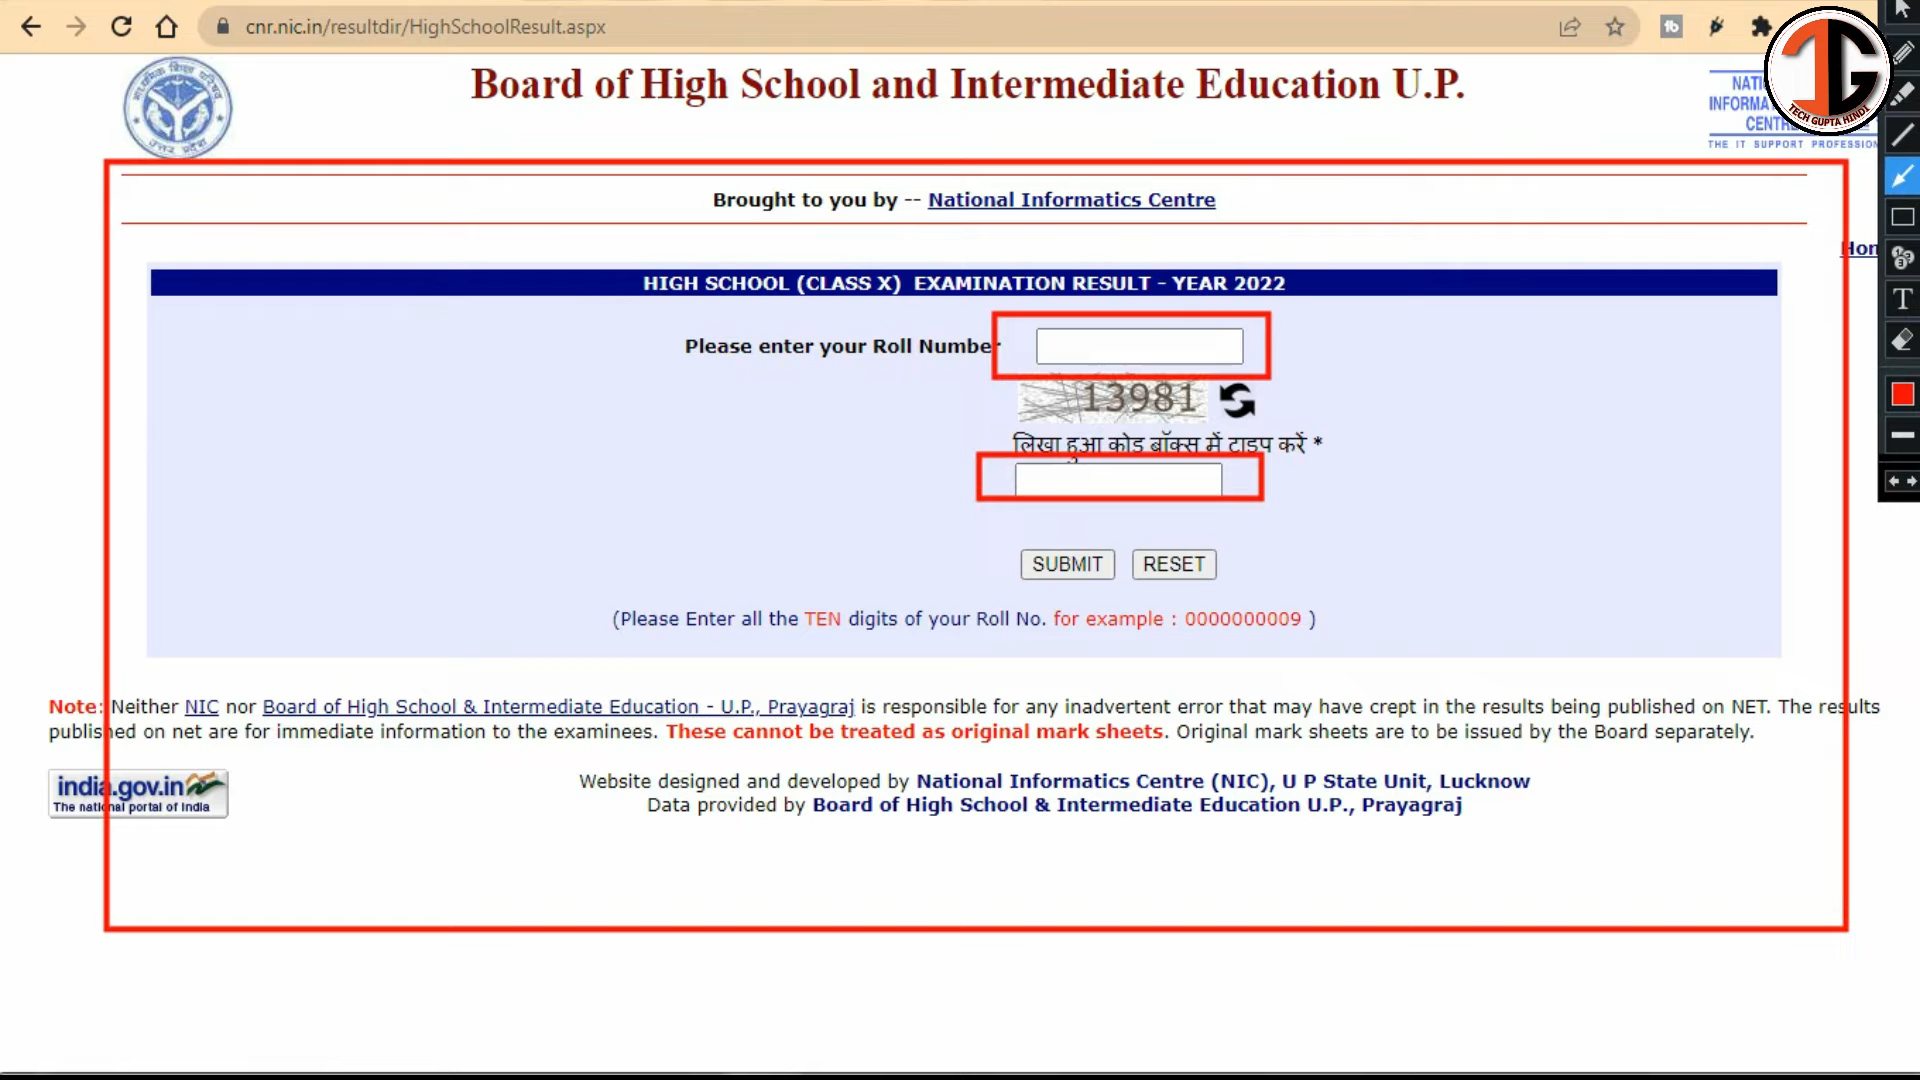 cnr.nic.in/resultdir/HighSchoolResult.aspx
Board of High School and Intermediate Education U.P.
THE IT SUPPORT
TECH GUPTA HINDI
Brought to you by -- National Informatics Centre
HIGH SCHOOL (CLASS X) EXAMINATION RESULT - YEAR 2022
Please enter your Roll Number
13981
लिखा हुआ कोड बॉक्स में टाइप करें *
SUBMIT RESET
(Please Enter all the TEN digits of your Roll No. for example : 0000000009 )
Note: Neither NIC nor Board of High School & Intermediate Education - U.P., Prayagraj is responsible for any inadvertent error that may have crept in the results being published on NET. The results
published on net are for immediate information to the examinees. These cannot be treated as original mark sheets. Original mark sheets are to be issued by the Board separately.
india.gov.in
The national portal of india
Website designed and developed by National Informatics Centre (NIC), U P State Unit, Lucknow
Data provided by Board of High School & Intermediate Education U.P., Prayagraj